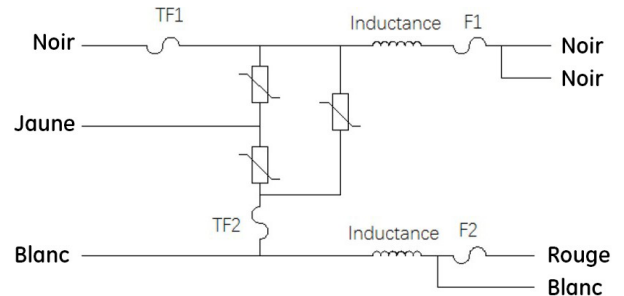 TF1
Inductance F1
Noir
Noir
Noir
Jaune
TF2
Inductance F2
Blanc
Rouge
Blanc